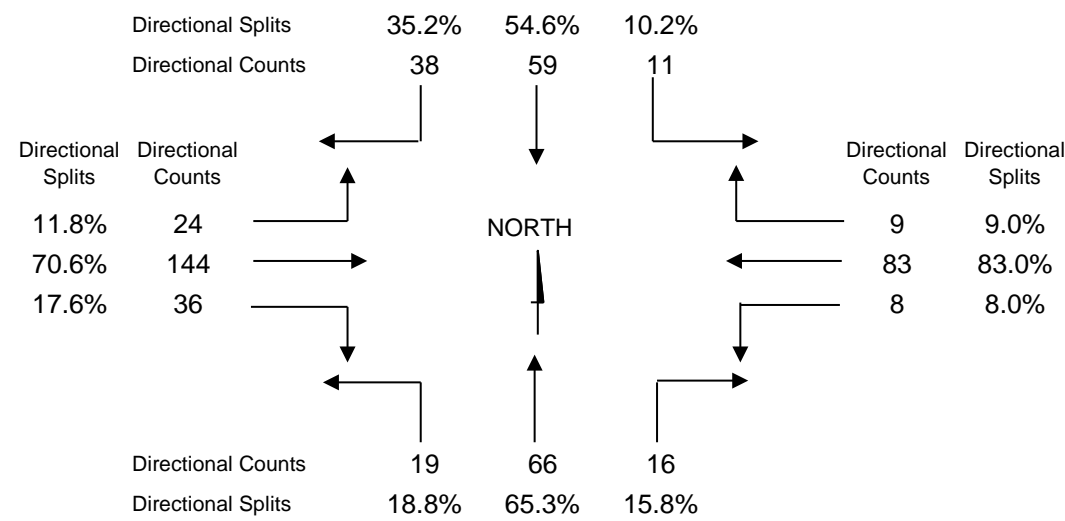 Directional Splits 35.2% 54.6% 10.2%
Directional Counts 38 59 11
Directional Directional Directional Directional
Splits Counts Counts Splits
11.8% 24 NORTH 9 9.0%
70.6% 144 83 83.0%
17.6% 36 8 8.0%
Directional Counts 19 66 16
Directional Splits 18.8% 65.3% 15.8%